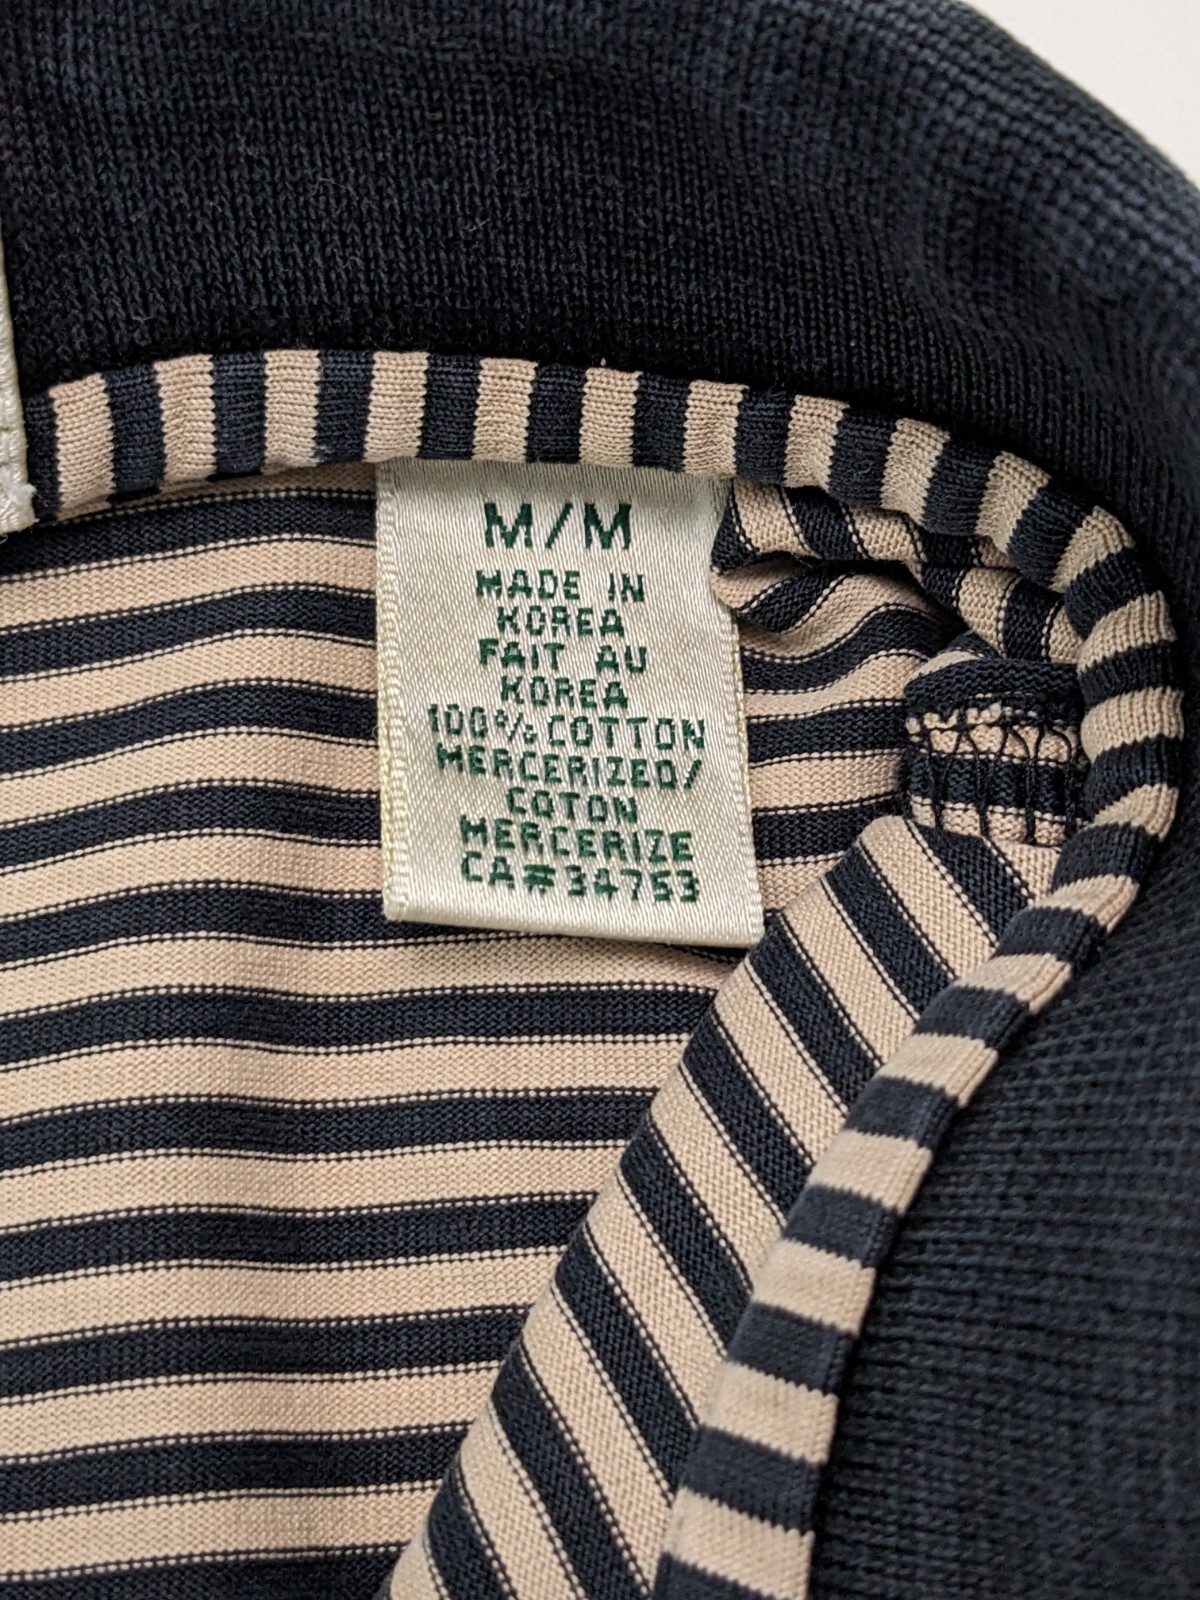 M/M
MADE IN
KOREA
FAIT AU
KOREA
100% COTTON
MERCERIZED/
COTON
MERCERIZE
CA#34753